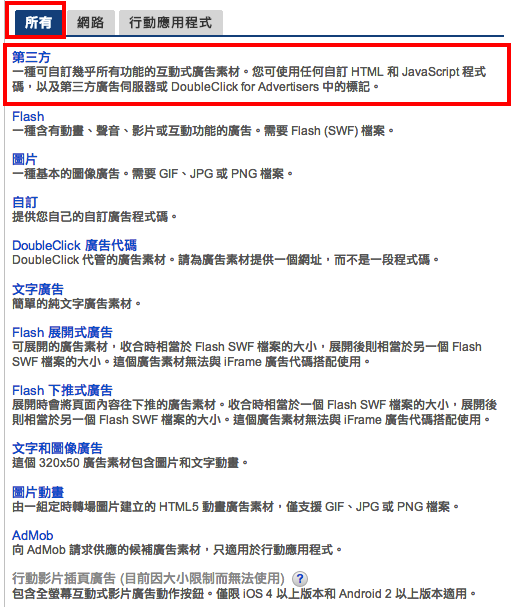 所有 網路 行動應用程式
第三方
一種可自訂幾乎所有功能的互動式廣告素材。您可使用任何自訂 HTML 和 JavaScript 程式
碼，以及第三方廣告伺服器或 DoubleClick for Advertisers 中的標記。
Flash
一種含有動畫、聲音、影片或互動功能的廣告。需要 Flash (SWF) 檔案。
圖片
一種基本的圖像廣告。需要 GIF、JPG 或 PNG 檔案。
自訂
提供您自己的自訂廣告程式碼。
DoubleClick 廣告代碼
DoubleClick 代管的廣告素材。請為廣告素材提供一個網址，而不是一段程式碼。
文字廣告
簡單的純文字廣告素材。
Flash 展開式廣告
可展開的廣告素材，收合時相當於 Flash SWF 檔案的大小，展開後則相當於另一個 Flash
SWF 檔案的大小。這個廣告素材無法與 iFrame 廣告代碼搭配使用。
Flash 下推式廣告
展開時會將頁面內容往下推的廣告素材。收合時相當於一個 Flash SWF 檔案的大小，展開後
則相當於另一個 Flash SWF 檔案的大小。這個廣告素材無法與 iFrame 廣告代碼搭配使用。
文字和圖像廣告
這個 320x50 廣告素材包含圖片和文字動畫。
圖片動畫
由一組定時轉場圖片建立的 HTML5 動畫廣告素材，僅支援 GIF、JPG 或 PNG 檔案。
AdMob
向 AdMob 請求供應的候補廣告素材，只適用於行動應用程式。
行動影片插頁廣告 (目前因大小限制而無法使用) ?
包含全螢幕互動式影片廣告動作按鈕。僅限 iOS 4 以上版本和 Android 2 以上版本適用。